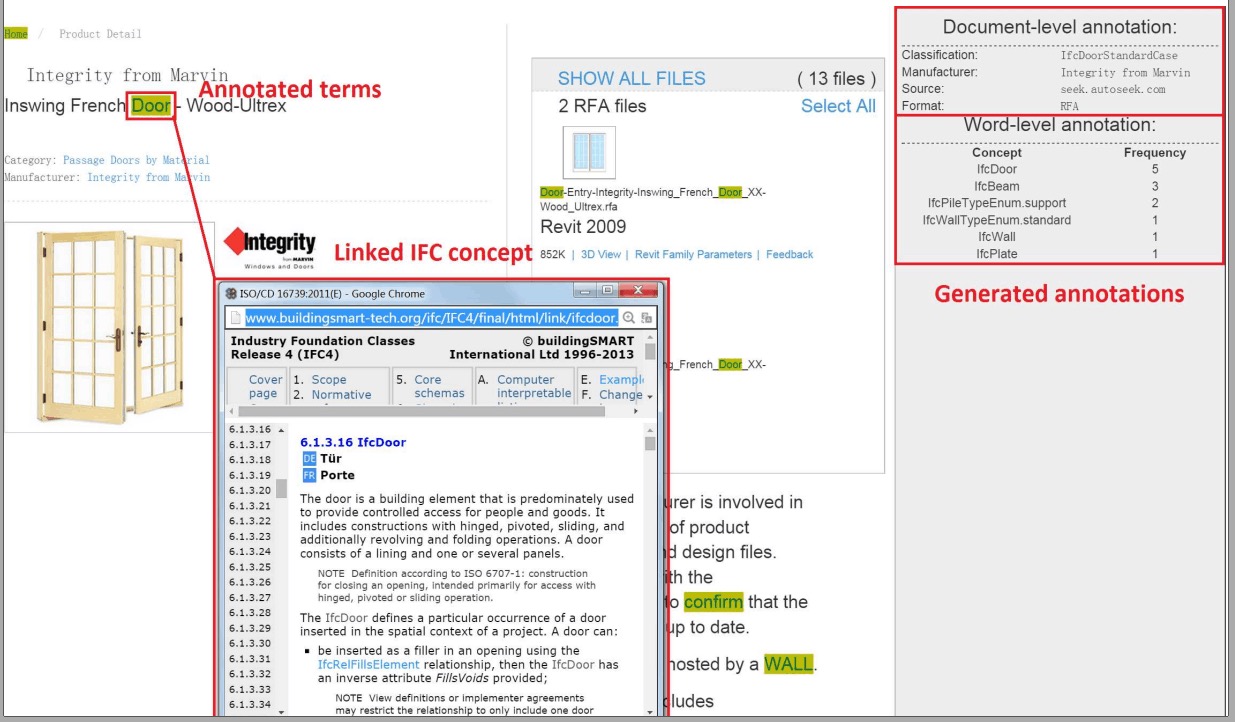 Home / Product Detail
Integrity from Marvin
Annotated terms
Inswing French Door - Wood-Ultrex
Category: Passage Doors by Material
Manufacturer: Integrity from Marvin
Integrity
from MARVIN
Windows and Doors
Linked IFC concept
SHOW ALL FILES ( 13 files )
2 RFA files Select All
Door-Entry-Integrity-Inswing_French_Door_XX-
Wood_Ultrex.rfa
Revit 2009
852K | 3D View | Revit Family Parameters | Feedback
ng_French_Door_XX-
urer is involved in
of product
d design files.
ith the
to confirm that the
up to date.
hosted by a WALL.
cludes
ISO/CD 16739:2011(E) - Google Chrome
www.buildingsmart-tech.org/ifc/IFC4/final/html/link/ifcdoor.
Industry Foundation Classes © buildingSMART
Release 4 (IFC4) International Ltd 1996-2013
Cover 1. Scope 5. Core A. Computer E. Exampl
page 2. Normative schemas interpretable F. Change
6.1.3.16
6.1.3.17
6.1.3.18
6.1.3.19
6.1.3.20
6.1.3.21
6.1.3.22
6.1.3.23
6.1.3.24
6.1.3.25
6.1.3.26
6.1.3.27
6.1.3.28
6.1.3.29
6.1.3.30
6.1.3.31
6.1.3.32
6.1.3.33
6.1.3.34
6.1.3.16 IfcDoor
DE Tür
FR Porte
The door is a building element that is predominately used
to provide controlled access for people and goods. It
includes constructions with hinged, pivoted, sliding, and
additionally revolving and folding operations. A door
consists of a lining and one or several panels.
NOTE Definition according to ISO 6707-1: construction
for closing an opening, intended primarily for access with
hinged, pivoted or sliding operation.
The IfcDoor defines a particular occurrence of a door
inserted in the spatial context of a project. A door can:
▪ be inserted as a filler in an opening using the
IfcRelFillsElement relationship, then the IfcDoor has
an inverse attribute FillsVoids provided;
NOTE View definitions or implementer agreements
may restrict the relationship to only include one door
Document-level annotation:
Classification: IfcDoorStandardCase
Manufacturer: Integrity from Marvin
Source: seek.autoseek.com
Format: RFA
Word-level annotation:
Concept Frequency
IfcDoor 5
IfcBeam 3
IfcPileTypeEnum.support 2
IfcWallTypeEnum.standard 1
IfcWall 1
IfcPlate 1
Generated annotations